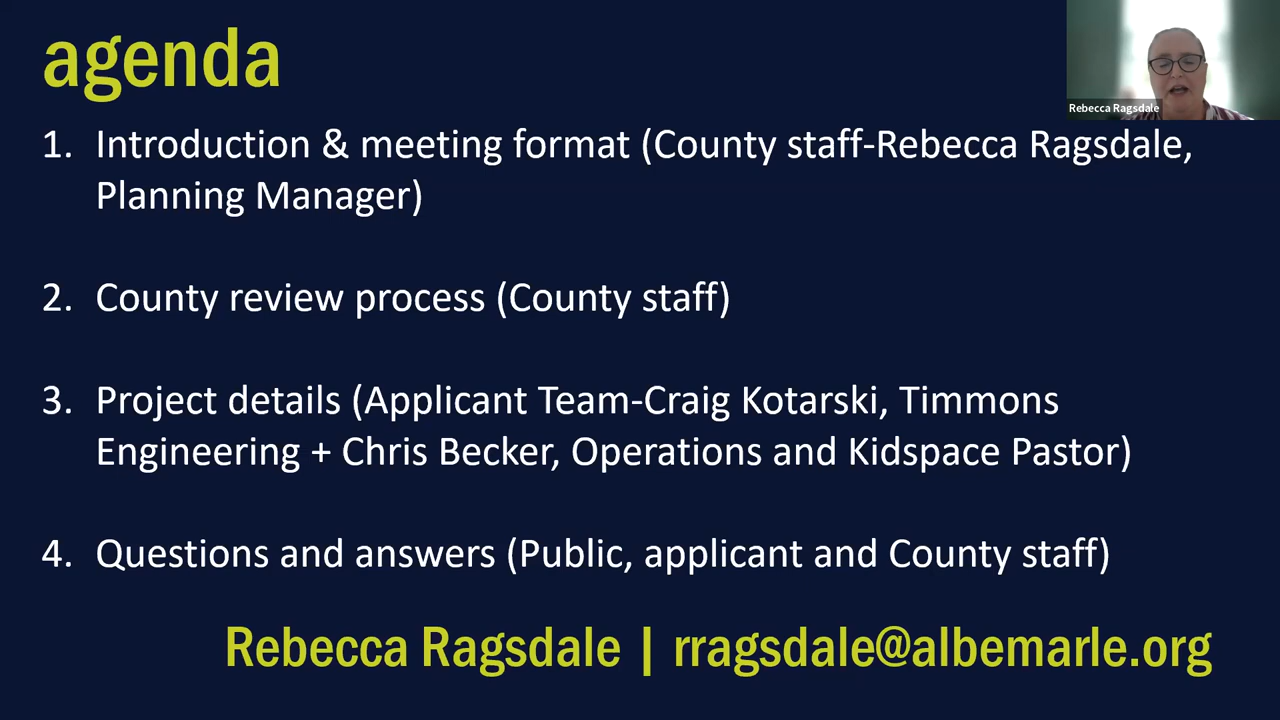 agenda
Rebecca Ragsdale
1. Introduction & meeting format (County staff-Rebecca Ragsdale,
Planning Manager)
2. County review process (County staff)
3. Project details (Applicant Team-Craig Kotarski, Timmons
Engineering + Chris Becker, Operations and Kidspace Pastor)
4. Questions and answers (Public, applicant and County staff)
Rebecca Ragsdale | rragsdale@albemarle.org